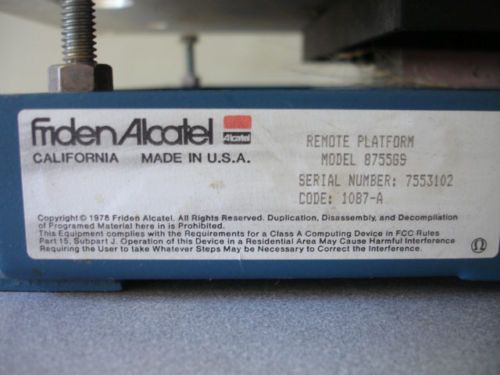 Friden Alcatel Alcatel
CALIFORNIA MADE IN U.S.A.
REMOTE PLATFORM
MODEL 8755G9
SERIAL NUMBER: 7553102
CODE: 1087-A
Copyright © 1978 Friden Alcatel. All Rights Reserved. Duplication, Disassembly, and Decompilation
of Programed Material here in is Prohibited.
This Equipment complies with the Requirements for a Class A Computing Device in FCC Rules
Part 15, Subpart J. Operation of this Device in a Residential Area May Cause Harmful Interference
Requiring the User to take Whatever Steps May be Necessary to Correct the Interference.